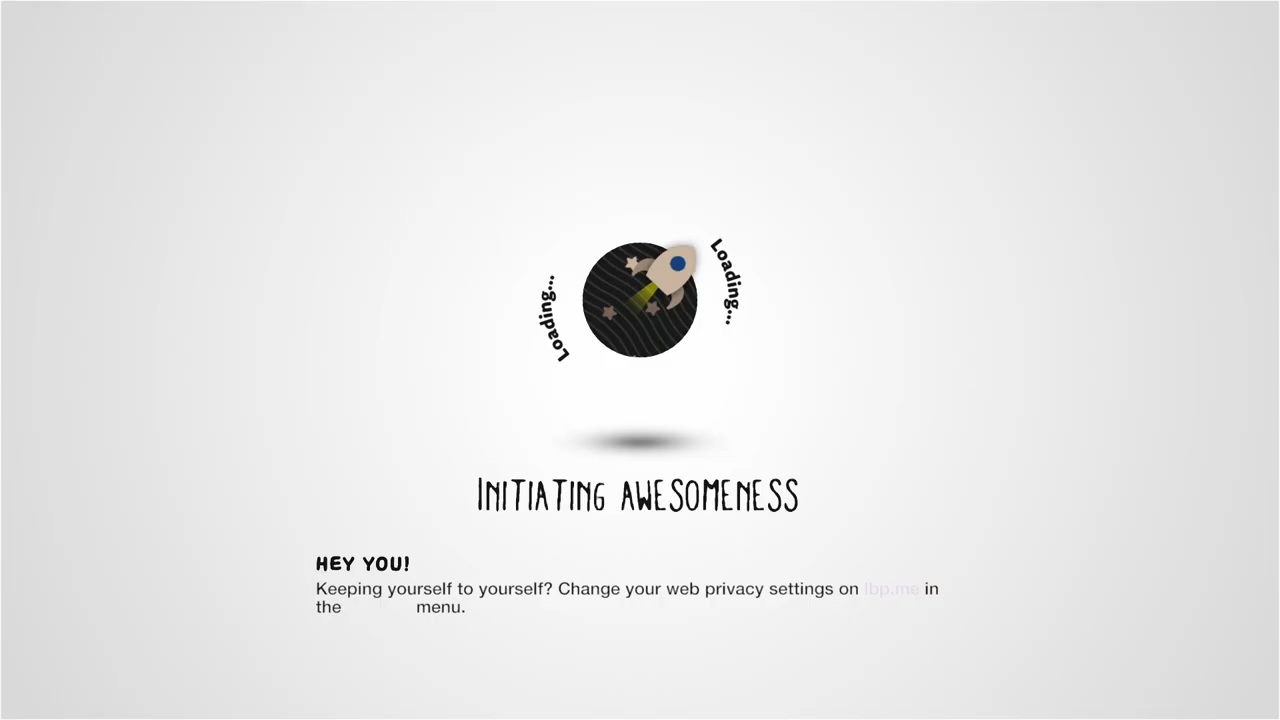 Loading...
Loading...
INITIATING AWESOMENESS
HEY YOU!
Keeping yourself to yourself? Change your web privacy settings on fbp.me in
the menu.